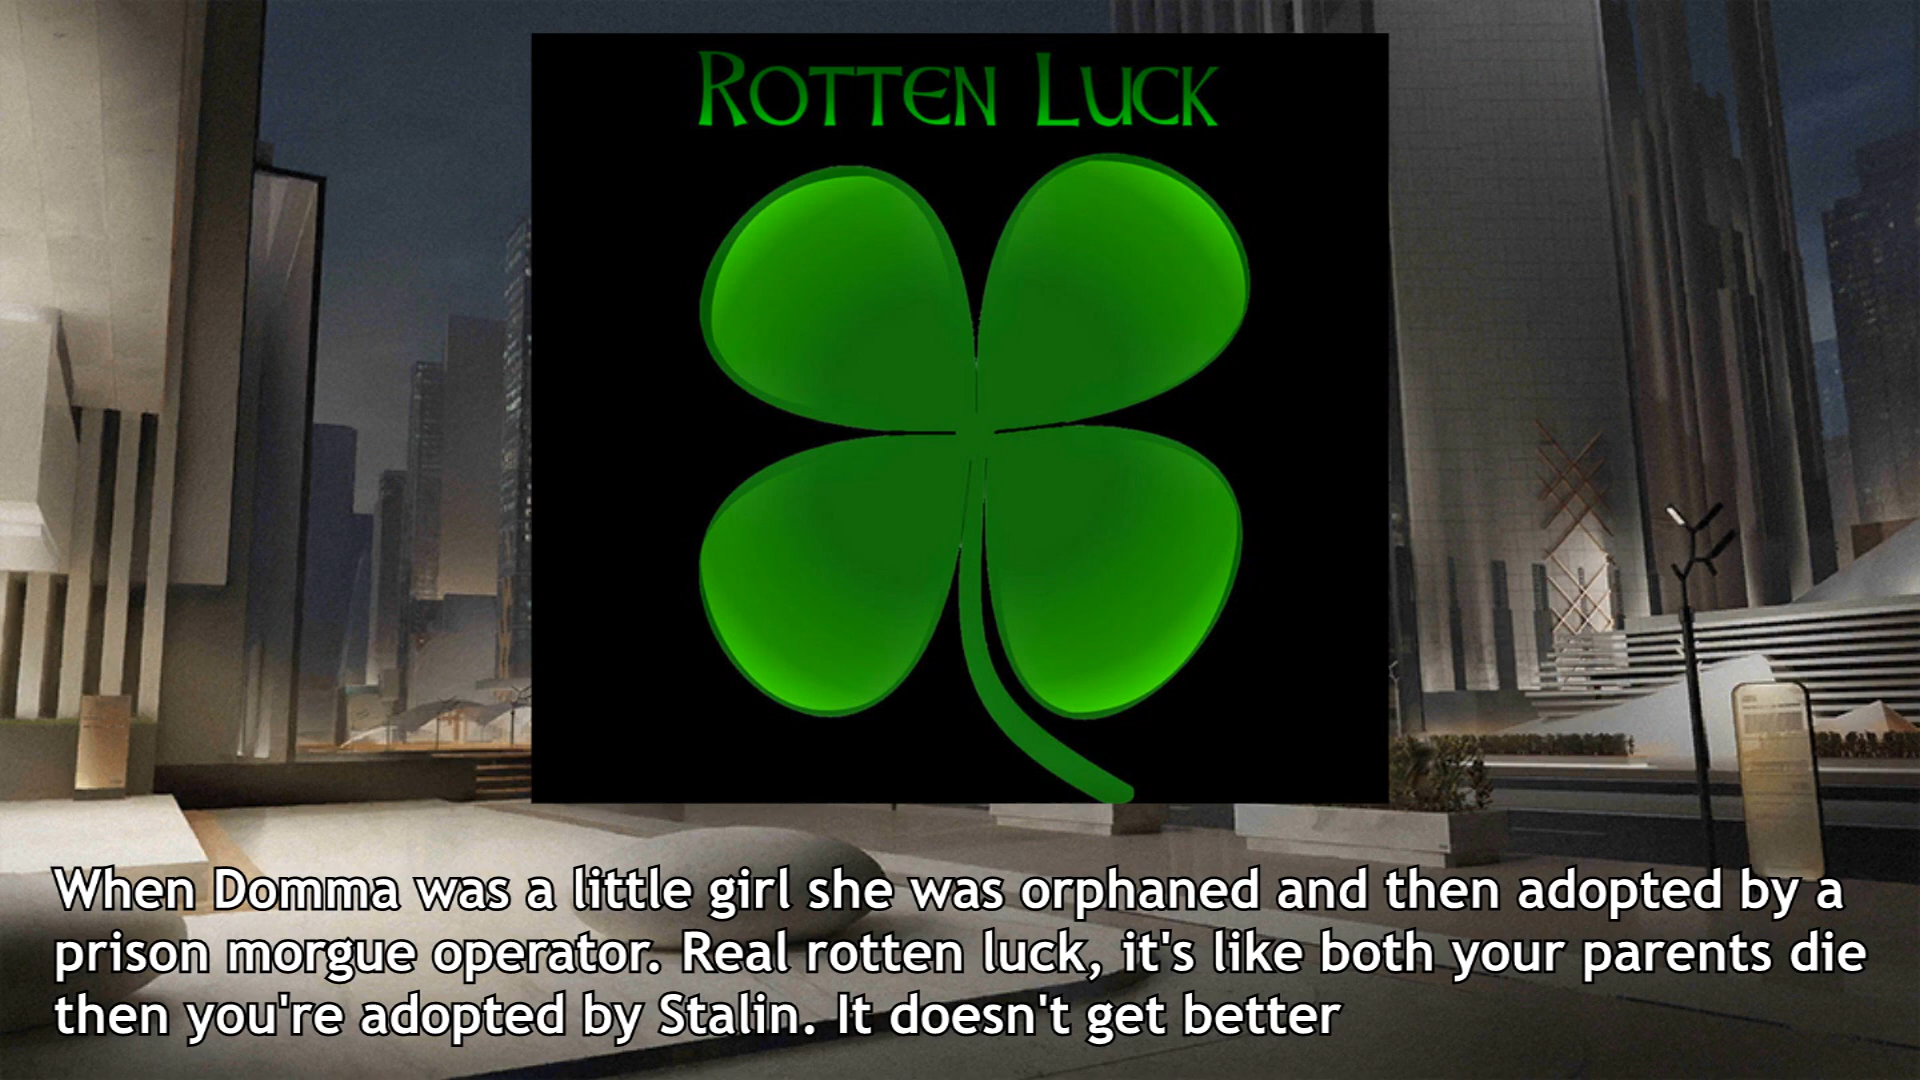 Rotten Luck
When Domma was a little girl she was orphaned and then adopted by a
prison morgue operator. Real rotten luck, it's like both your parents die
then you're adopted by Stalin. It doesn't get better